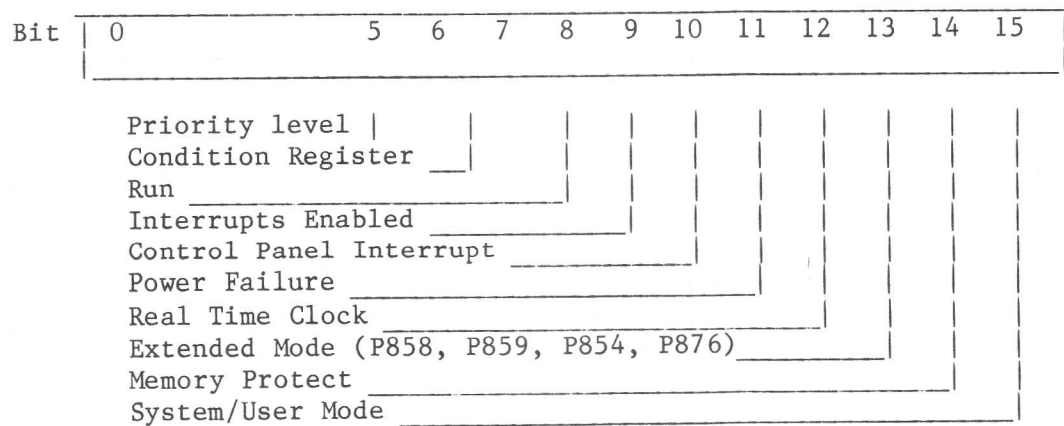 Bit 0 5 6 7 8 9 10 11 12 13 14 15
Priority level
Condition Register
Run
Interrupts Enabled
Control Panel Interrupt
Power Failure
Real Time Clock
Extended Mode (P858, P859, P854, P876)
Memory Protect
System/User Mode